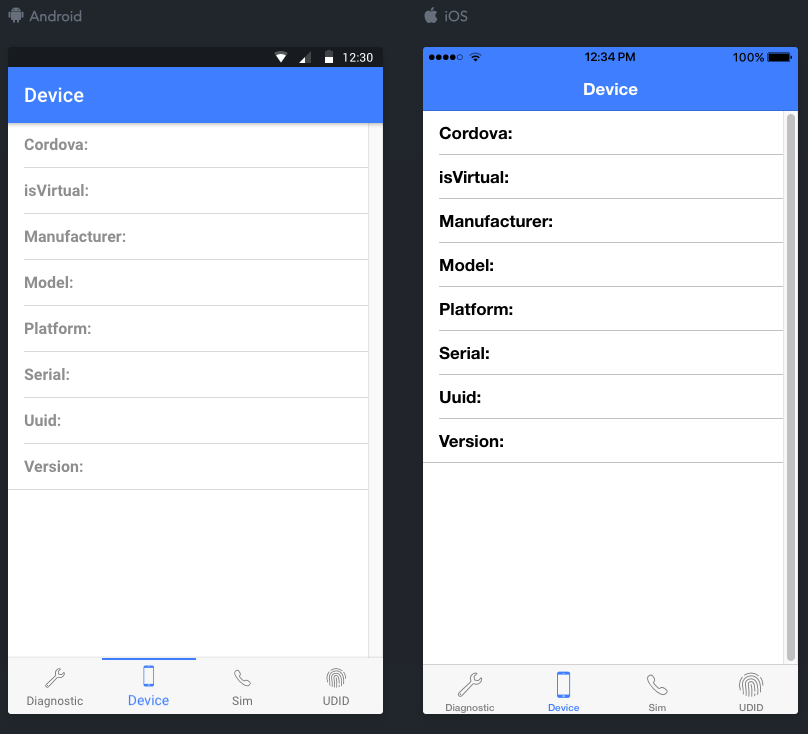 Android
12:30
Device
Cordova:
isVirtual:
Manufacturer:
Model:
Platform:
Serial:
Uuid:
Version:
Diagnostic
Device
Sim
UDID
iOS
12:34 PM
100%
Device
Cordova:
isVirtual:
Manufacturer:
Model:
Platform:
Serial:
Uuid:
Version:
Diagnostic
Device
Sim
UDID